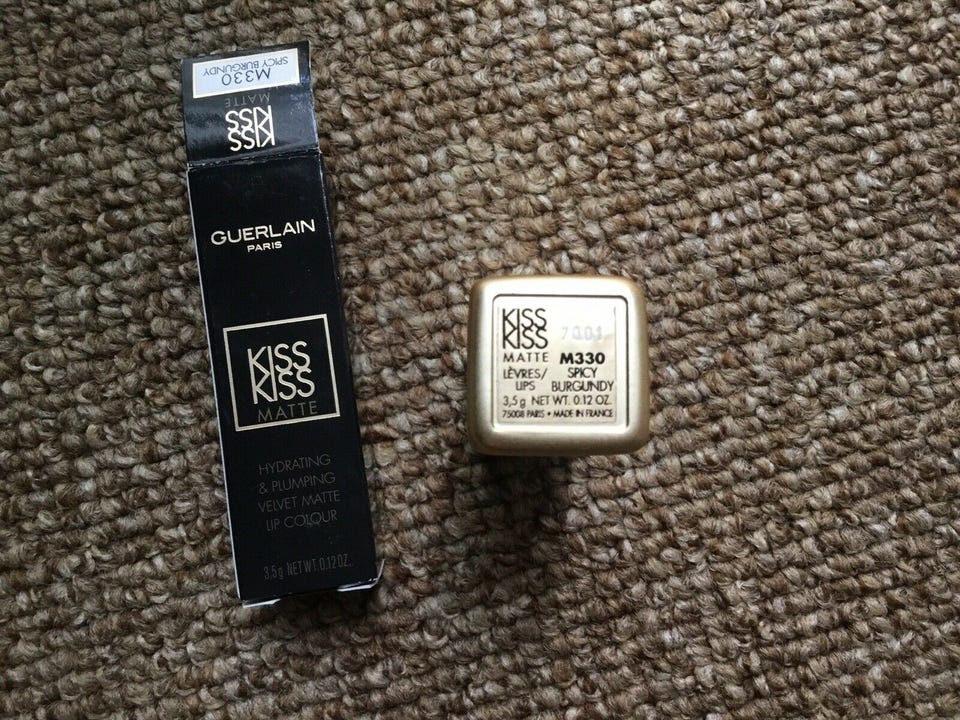 M330
SPICY BURGUNDY
KISS
KISS
MATTE
GUERLAIN
PARIS
KISS
KISS
MATTE
HYDRATING
& PLUMPING
VELVET MATTE
LIP COLOUR
3,5g NET WT. 0.12 OZ.
KISS
KISS
MATTE M330
LÈVRES/ SPICY
LIPS BURGUNDY
3,5g NET WT. 0.12 OZ.
75008 PARIS • MADE IN FRANCE